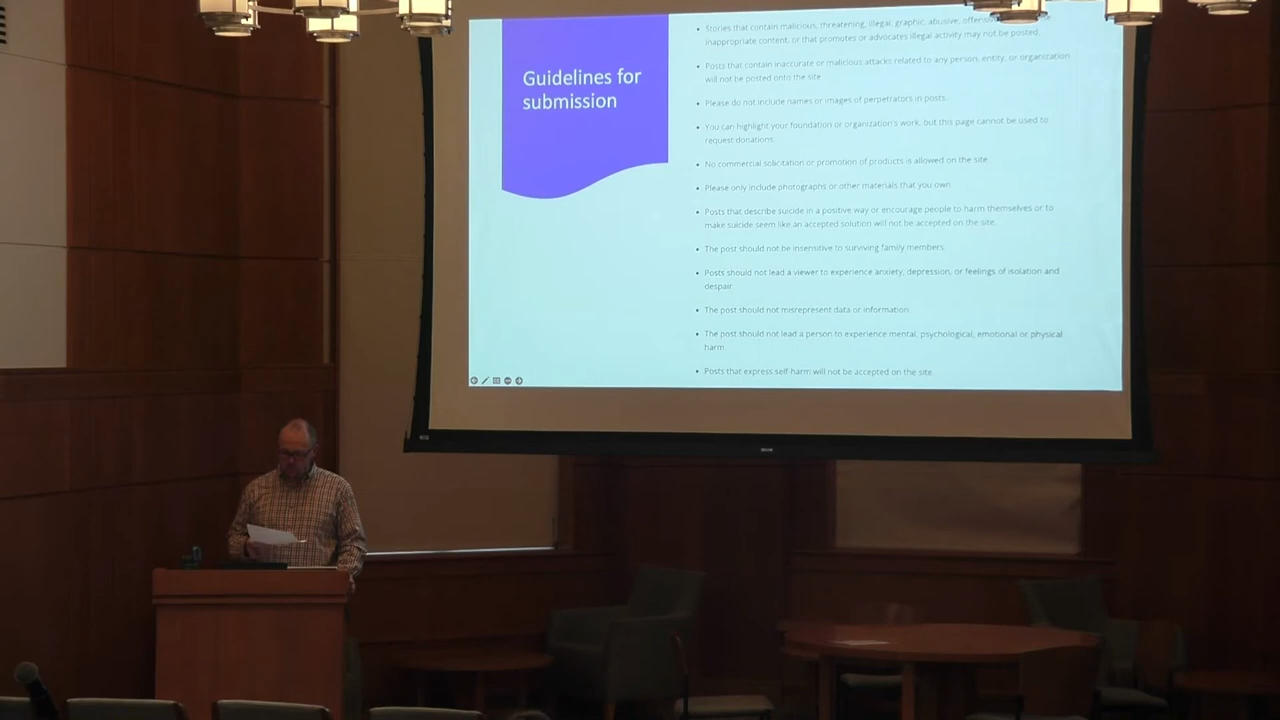 Guidelines for
submission
• Stories that contain malicious, threatening, illegal, graphic, abusive,
inappropriate content, or that promotes or advocates illegal activity may not be posted.
• Posts that contain inaccurate or malicious attacks related to any person, entity, or organization
will not be posted onto the site
• Please do not include names or images of perpetrators in posts.
• You can highlight your foundation or organization's work, but this page cannot be used to
request donations.
• No commercial solicitation or promotion of products is allowed on the site
• Please only include photographs or other materials that you own
• Posts that describe suicide in a positive way or encourage people to harm themselves or to
make suicide seem like an accepted solution will not be accepted on the site.
• The post should not be insensitive to surviving family members.
• Posts should not lead a viewer to experience anxiety, depression, or feelings of isolation and
despair
• The post should not misrepresent data or information
• The post should not lead a person to experience mental, psychological, emotional or physical
harm.
• Posts that express self-harm will not be accepted on the site